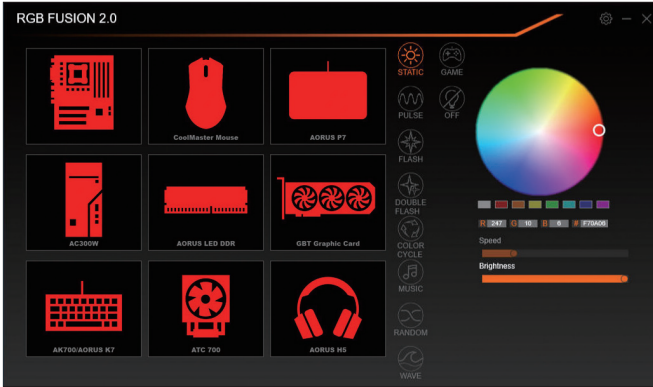 RGB FUSION 2.0
CoolMaster Mouse
AORUS P7
AC300W
AORUS LED DDR
GBT Graphic Card
AK700/AORUS K7
ATC 700
AORUS H5
STATIC
GAME
PULSE
OFF
FLASH
DOUBLE
FLASH
COLOR
CYCLE
MUSIC
RANDOM
WAVE
R 247 G 10 B 6 # F70A06
Speed
Brightness